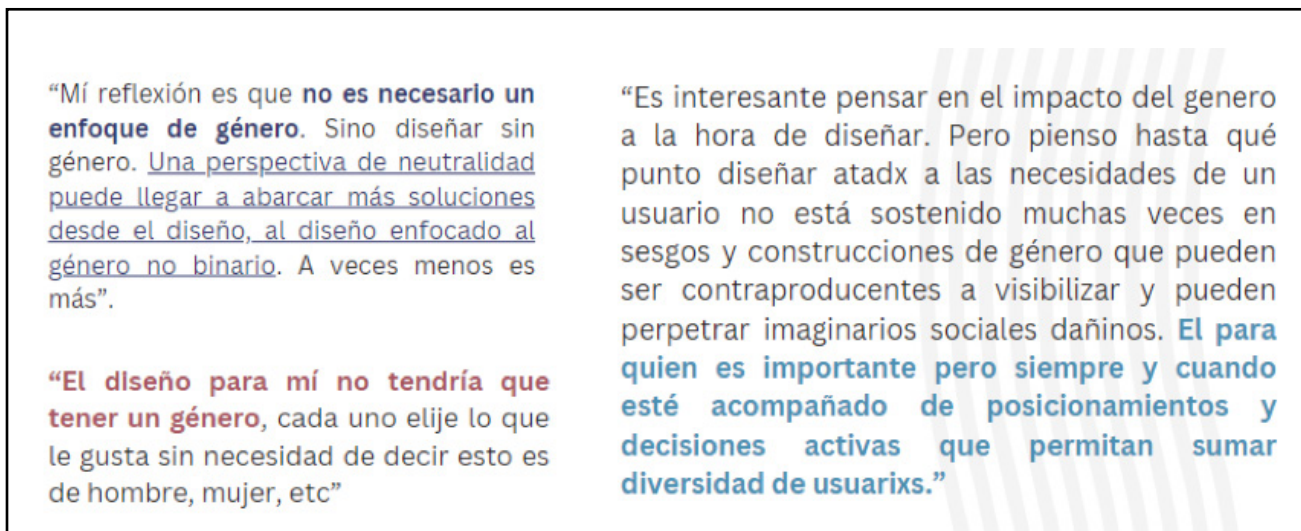 “Mí reflexión es que no es necesario un
enfoque de género. Sino diseñar sin
género. Una perspectiva de neutralidad
puede llegar a abarcar más soluciones
desde el diseño, al diseño enfocado al
género no binario. A veces menos es
más”.
“El diseño para mí no tendría que
tener un género, cada uno elije lo que
le gusta sin necesidad de decir esto es
de hombre, mujer, etc”
“Es interesante pensar en el impacto del genero
a la hora de diseñar. Pero pienso hasta qué
punto diseñar atadx a las necesidades de un
usuario no está sostenido muchas veces en
sesgos y construcciones de género que pueden
ser contraproducentes a visibilizar y pueden
perpetrar imaginarios sociales dañinos. El para
quien es importante pero siempre y cuando
esté acompañado de posicionamientos y
decisiones activas que permitan sumar
diversidad de usuarixs.”